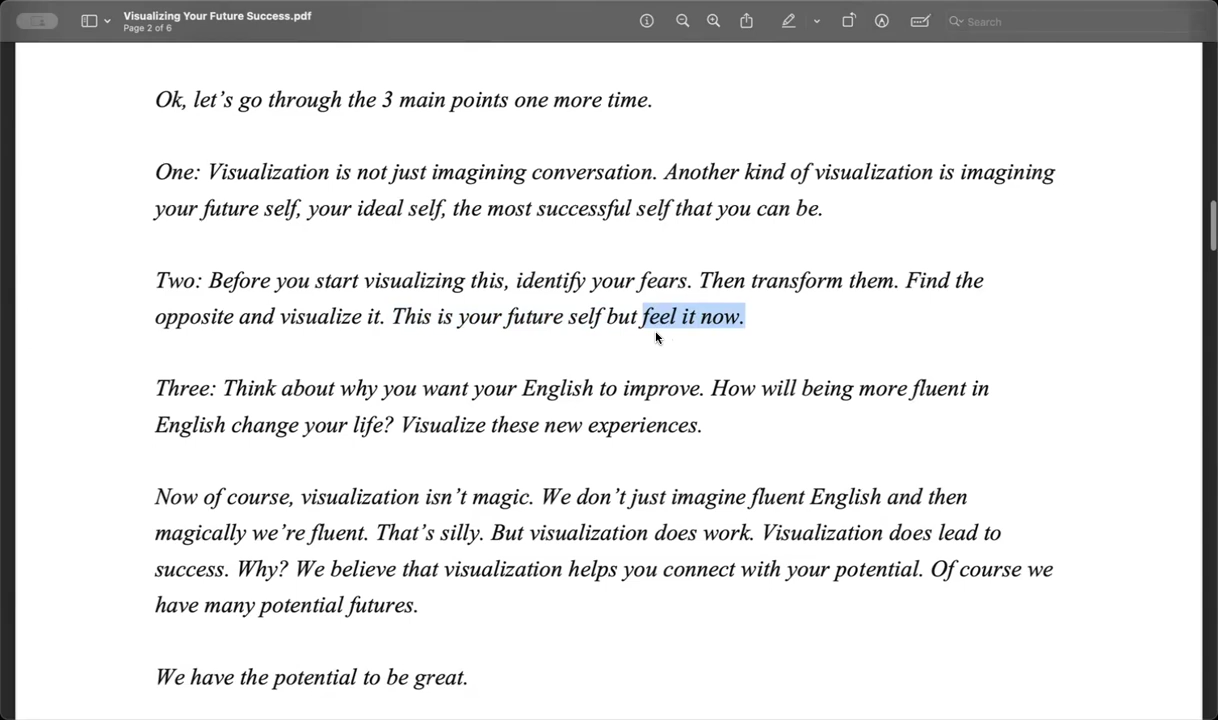 Visualizing Your Future Success.pdf
Page 2 of 6
Search
Ok, let’s go through the 3 main points one more time.
One: Visualization is not just imagining conversation. Another kind of visualization is imagining
your future self, your ideal self, the most successful self that you can be.
Two: Before you start visualizing this, identify your fears. Then transform them. Find the
opposite and visualize it. This is your future self but feel it now.
Three: Think about why you want your English to improve. How will being more fluent in
English change your life? Visualize these new experiences.
Now of course, visualization isn’t magic. We don’t just imagine fluent English and then
magically we’re fluent. That’s silly. But visualization does work. Visualization does lead to
success. Why? We believe that visualization helps you connect with your potential. Of course we
have many potential futures.
We have the potential to be great.